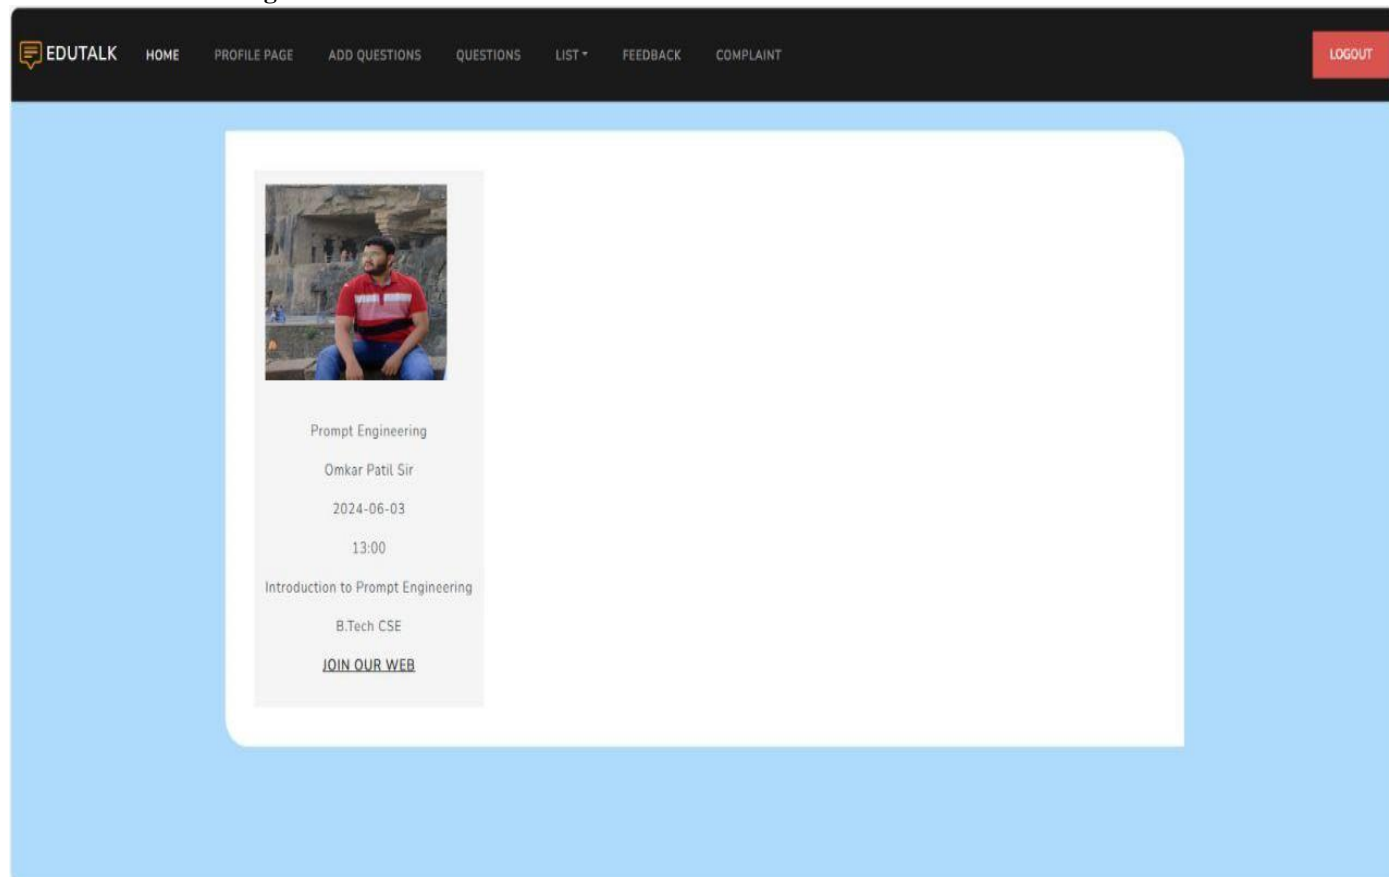 EDUTALK HOME PROFILE PAGE ADD QUESTIONS QUESTIONS LIST FEEDBACK COMPLAINT LOGOUT
Prompt Engineering
Omkar Patil Sir
2024-06-03
13:00
Introduction to Prompt Engineering
B.Tech CSE
JOIN OUR WEB